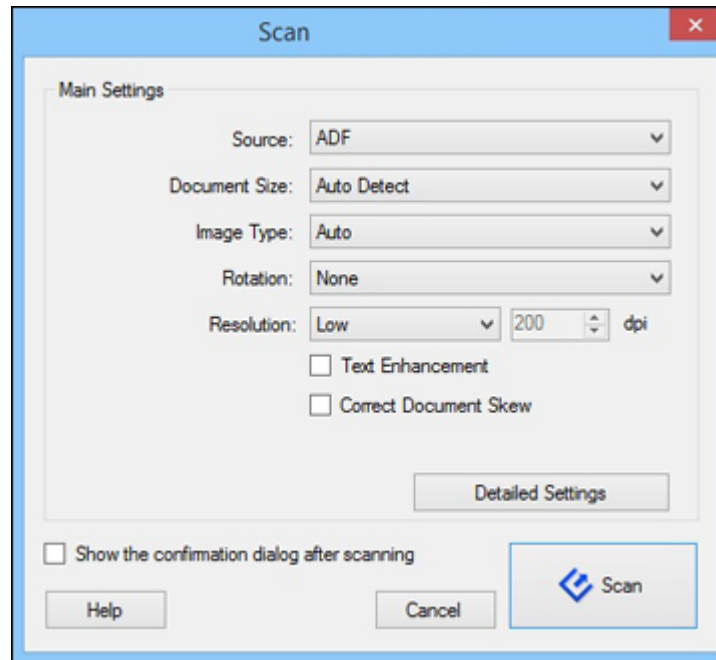 Scan
Main Settings
Source: ADF
Document Size: Auto Detect
Image Type: Auto
Rotation: None
Resolution: Low 200 dpi
Text Enhancement
Correct Document Skew
Detailed Settings
Show the confirmation dialog after scanning
Scan
Help Cancel